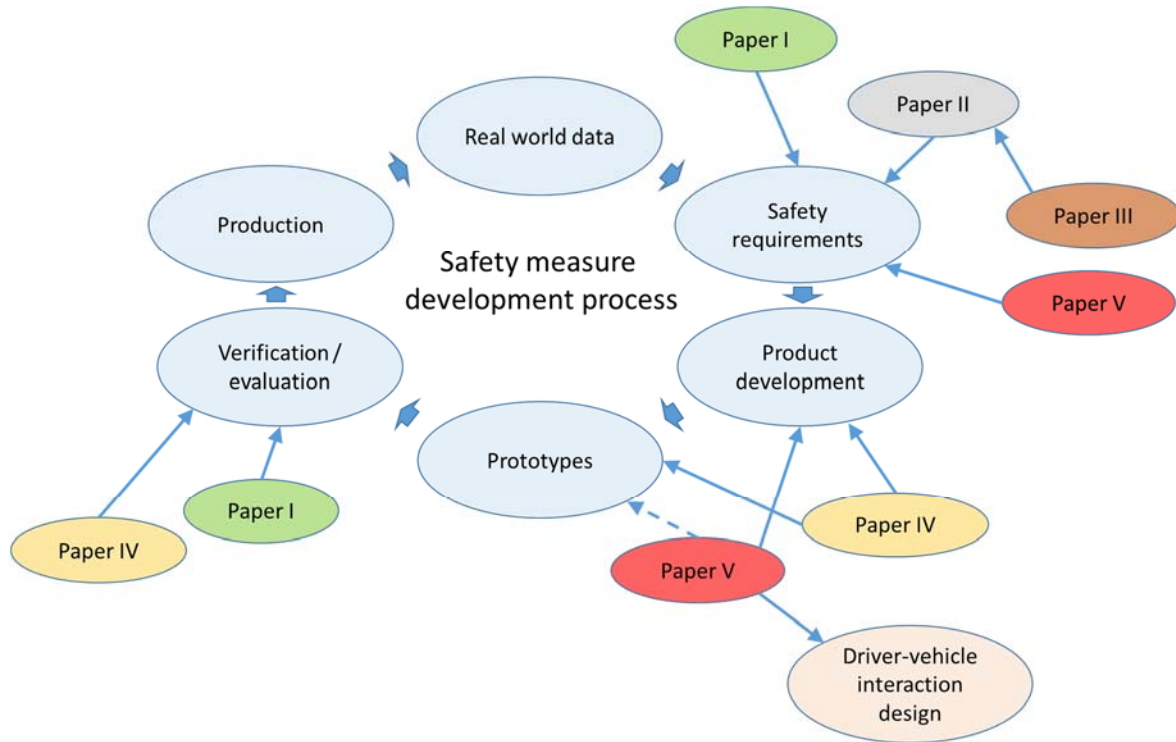 Paper I
Paper II
Real world data
Production
Safety
requirements
Paper III
Safety measure
development process
Paper V
Verification /
evaluation
Product
development
Prototypes
Paper I
Paper IV
Paper IV
Paper V
Driver-vehicle
interaction
design